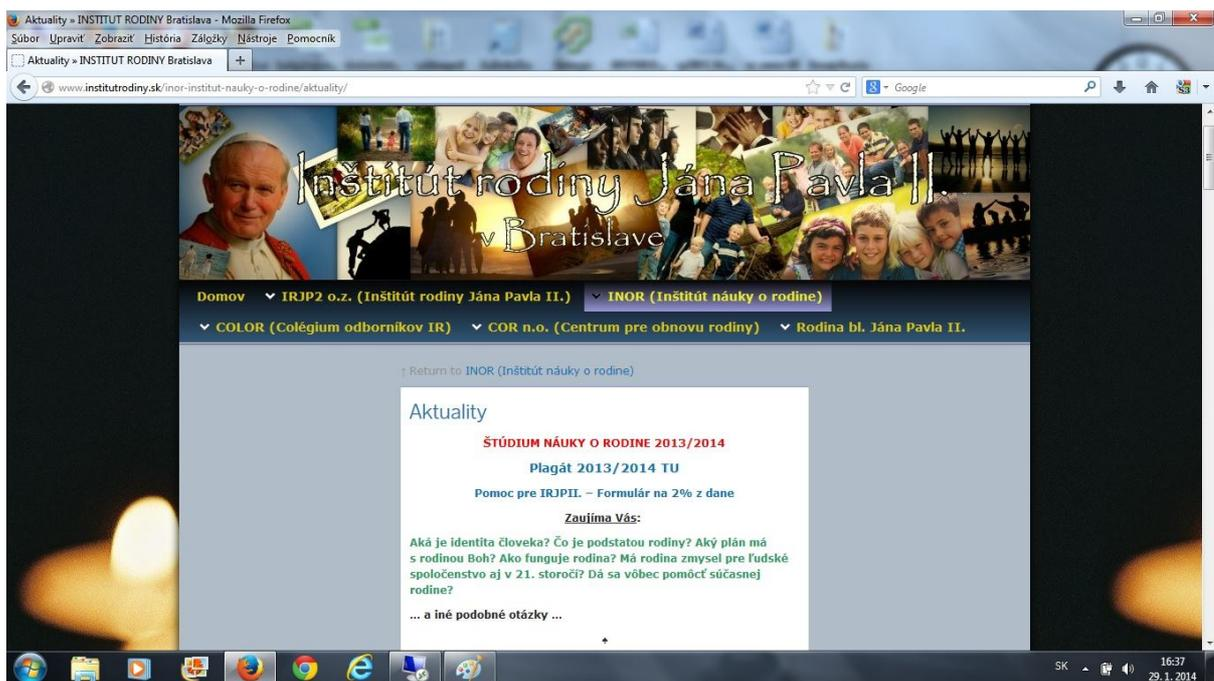 Aktuality » INSTITUT RODINY Bratislava - Mozilla Firefox
Súbor Upraviť Zobraziť História Záložky Nástroje Pomocník
Aktuality » INSTITUT RODINY Bratislava
www.institutrodiny.sk/inor-institut-nauky-o-rodine/aktuality/
Google
Inštitút rodiny Jána Pavla II.
v Bratislave
Domov IRJP2 o.z. (Inštitút rodiny Jána Pavla II.) INOR (Inštitút náuky o rodine)
COLOR (Colégium odborníkov IR) COR n.o. (Centrum pre obnovu rodiny) Rodina bl. Jána Pavla II.
↑ Return to INOR (Inštitút náuky o rodine)
Aktuality
ŠTÚDIUM NÁUKY O RODINE 2013/2014
Plagát 2013/2014 TU
Pomoc pre IRJPII. – Formulár na 2% z dane
Zaujíma Vás:
Aká je identita človeka? Čo je podstatou rodiny? Aký plán má
s rodinou Boh? Ako funguje rodina? Má rodina zmysel pre ľudské
spoločenstvo aj v 21. storočí? Dá sa vôbec pomôcť súčasnej
rodine?
... a iné podobné otázky ...
SK
16:37
29. 1. 2014